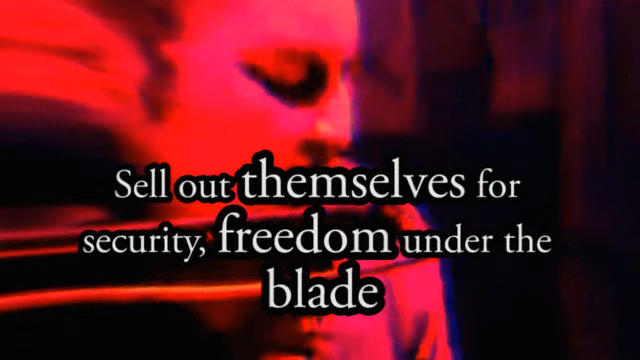 Sell out themselves for
security, freedom under the
blade